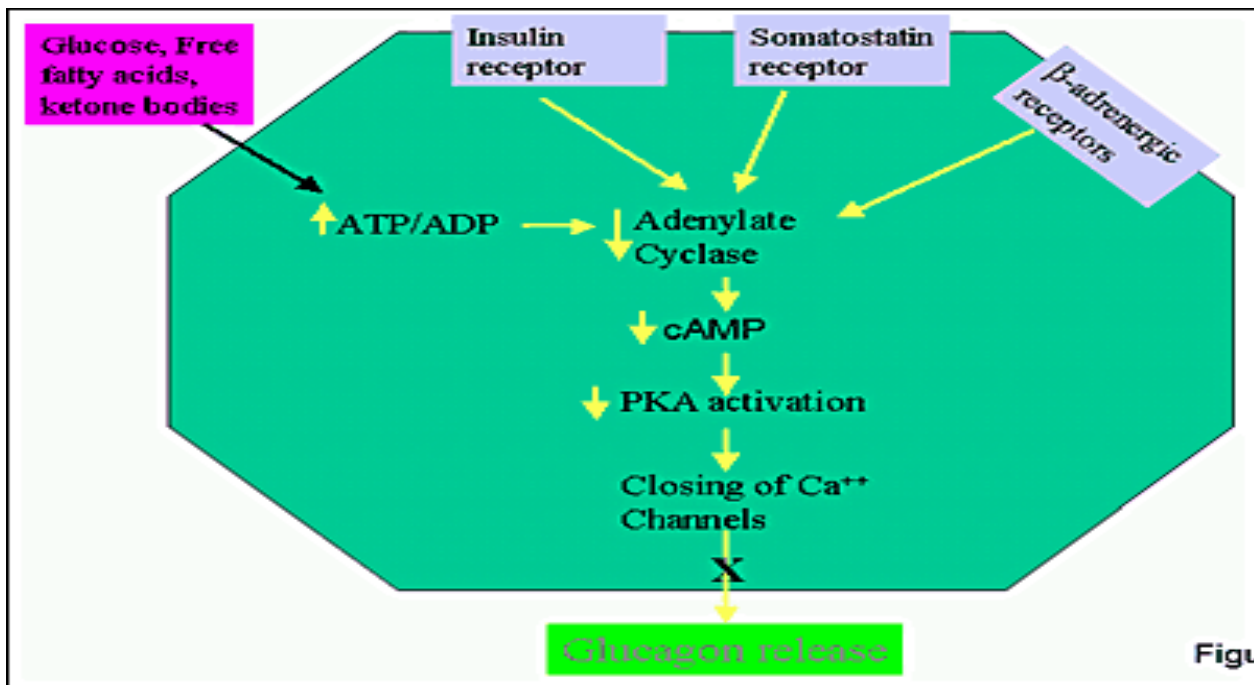 Glucose, Free
fatty acids,
ketone bodies
Insulin
receptor
Somatostatin
receptor
β-adrenergic
receptors
ATP/ADP
Adenylate
Cyclase
cAMP
PKA activation
Closing of Ca⁺⁺
Channels
X
Glucagon release
Figu